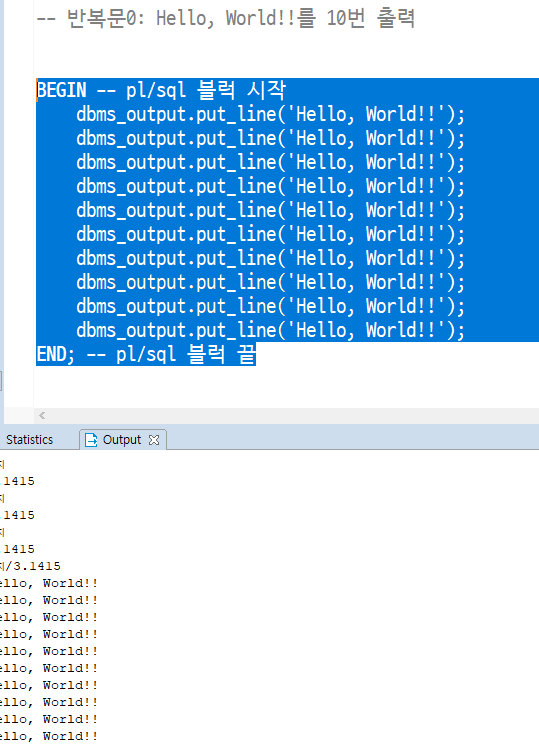 -- 반복문0: Hello, World!!를 10번 출력
BEGIN -- pl/sql 블럭 시작
dbms_output.put_line('Hello, World!!');
dbms_output.put_line('Hello, World!!');
dbms_output.put_line('Hello, World!!');
dbms_output.put_line('Hello, World!!');
dbms_output.put_line('Hello, World!!');
dbms_output.put_line('Hello, World!!');
dbms_output.put_line('Hello, World!!');
dbms_output.put_line('Hello, World!!');
dbms_output.put_line('Hello, World!!');
dbms_output.put_line('Hello, World!!');
END; -- pl/sql 블럭 끝
Statistics Output
.1415
.1415
.1415
/3.1415
ello, World!!
ello, World!!
ello, World!!
ello, World!!
ello, World!!
ello, World!!
ello, World!!
ello, World!!
ello, World!!
ello, World!!